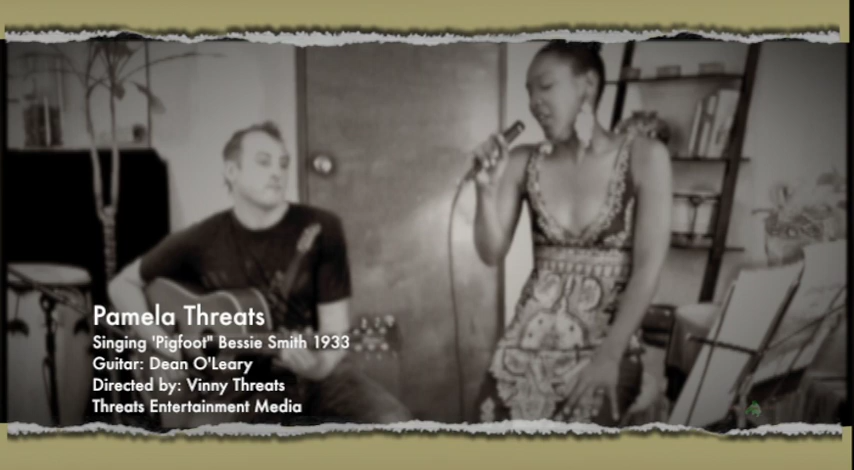 Pamela Threats
Singing 'Pigfoot" Bessie Smith 1933
Guitar: Dean O'Leary
Directed by: Vinny Threats
Threats Entertainment Media